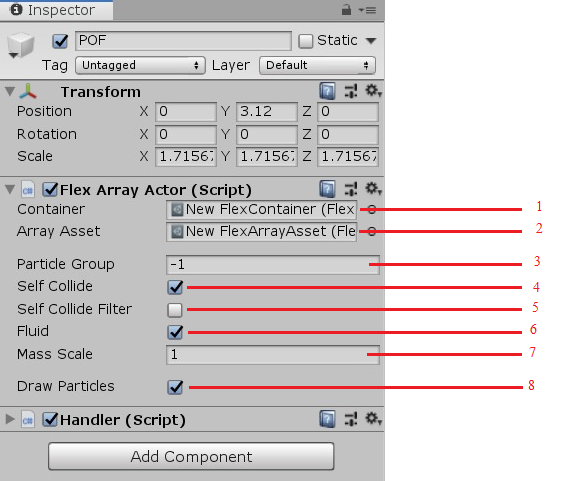 Inspector
POF Static
Tag Untagged Layer Default
Transform
Position X 0 Y 3.12 Z 0
Rotation X 0 Y 0 Z 0
Scale X 1.7156 Y 1.7156 Z 1.7156
c# Flex Array Actor (Script)
Container New FlexContainer (Flex 1
Array Asset New FlexArrayAsset (Fle 2
Particle Group -1 3
Self Collide 4
Self Collide Filter 5
Fluid 6
Mass Scale 1 7
Draw Particles 8
c# Handler (Script)
Add Component